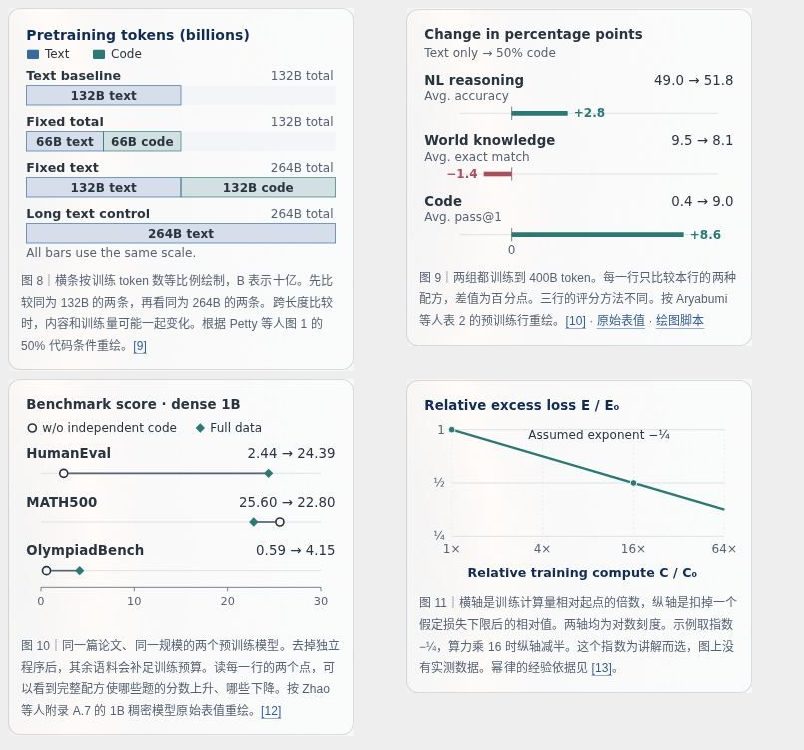 Pretraining tokens (billions)
Text Code
Text baseline 132B total
132B text
Fixed total 132B total
66B text 66B code
Fixed text 264B total
132B text 132B code
Long text control 264B total
264B text
All bars use the same scale.
图 8｜横条按训练 token 数等比例绘制，B 表示十亿。先比
较同为 132B 的两条，再看同为 264B 的两条。跨长度比较
时，内容和训练量可能一起变化。根据 Petty 等人图 1 的
50% 代码条件重绘。[9]
Change in percentage points
Text only → 50% code
NL reasoning 49.0 → 51.8
Avg. accuracy
+2.8
World knowledge 9.5 → 8.1
Avg. exact match
−1.4
Code 0.4 → 9.0
Avg. pass@1
+8.6
0
图 9｜两组都训练到 400B token。每一行只比较本行的两种
配方，差值为百分点。三行的评分方法不同。按 Aryabumi
等人表 2 的预训练行重绘。[10] · 原始表值 · 绘图脚本
Benchmark score · dense 1B
w/o independent code Full data
HumanEval 2.44 → 24.39
MATH500 25.60 → 22.80
OlympiadBench 0.59 → 4.15
0 10 20 30
图 10｜同一篇论文、同一规模的两个预训练模型。去掉独立
程序后，其余语料会补足训练预算。读每一行的两个点，可
以看到完整配方使哪些题的分数上升、哪些下降。按 Zhao
等人附录 A.7 的 1B 稠密模型原始表值重绘。[12]
Relative excess loss E / E₀
1
Assumed exponent −¼
½
¼
1× 4× 16× 64×
Relative training compute C / C₀
图 11｜横轴是训练计算量相对起点的倍数，纵轴是扣掉一个
假定损失下限后的相对值。两轴均为对数刻度。示例取指数
−¼，算力乘 16 时纵轴减半。这个指数为讲解而选，图上没
有实测数据。幂律的经验依据见 [13]。